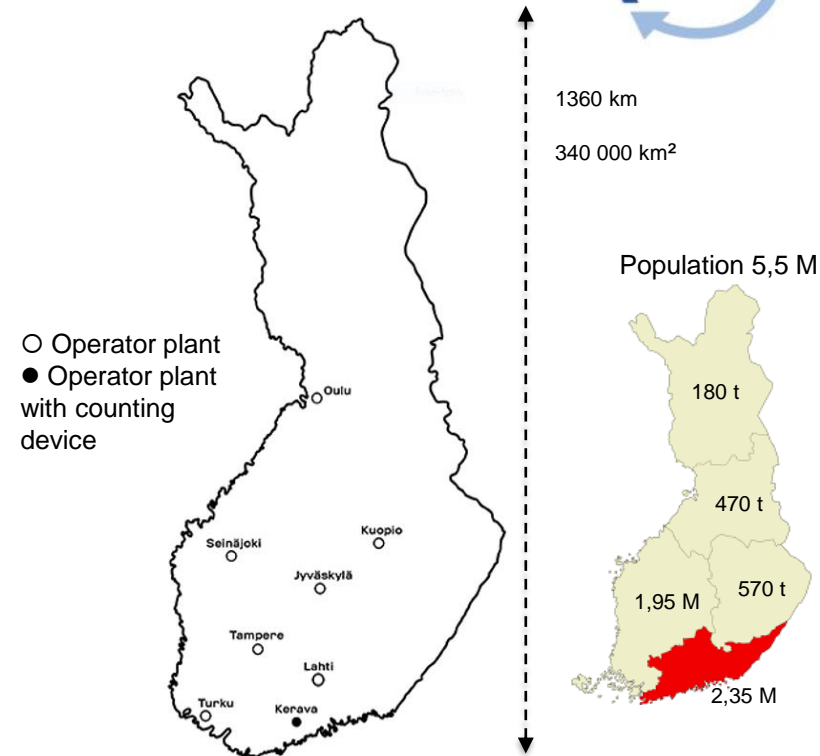 1360 km
340 000 km²
Population 5,5 M
○ Operator plant
● Operator plant
with counting
device
Oulu
Kuopio
Seinäjoki
Jyväskylä
Tampere
Lahti
Turku
Kerava
180 t
470 t
570 t
1,95 M
2,35 M